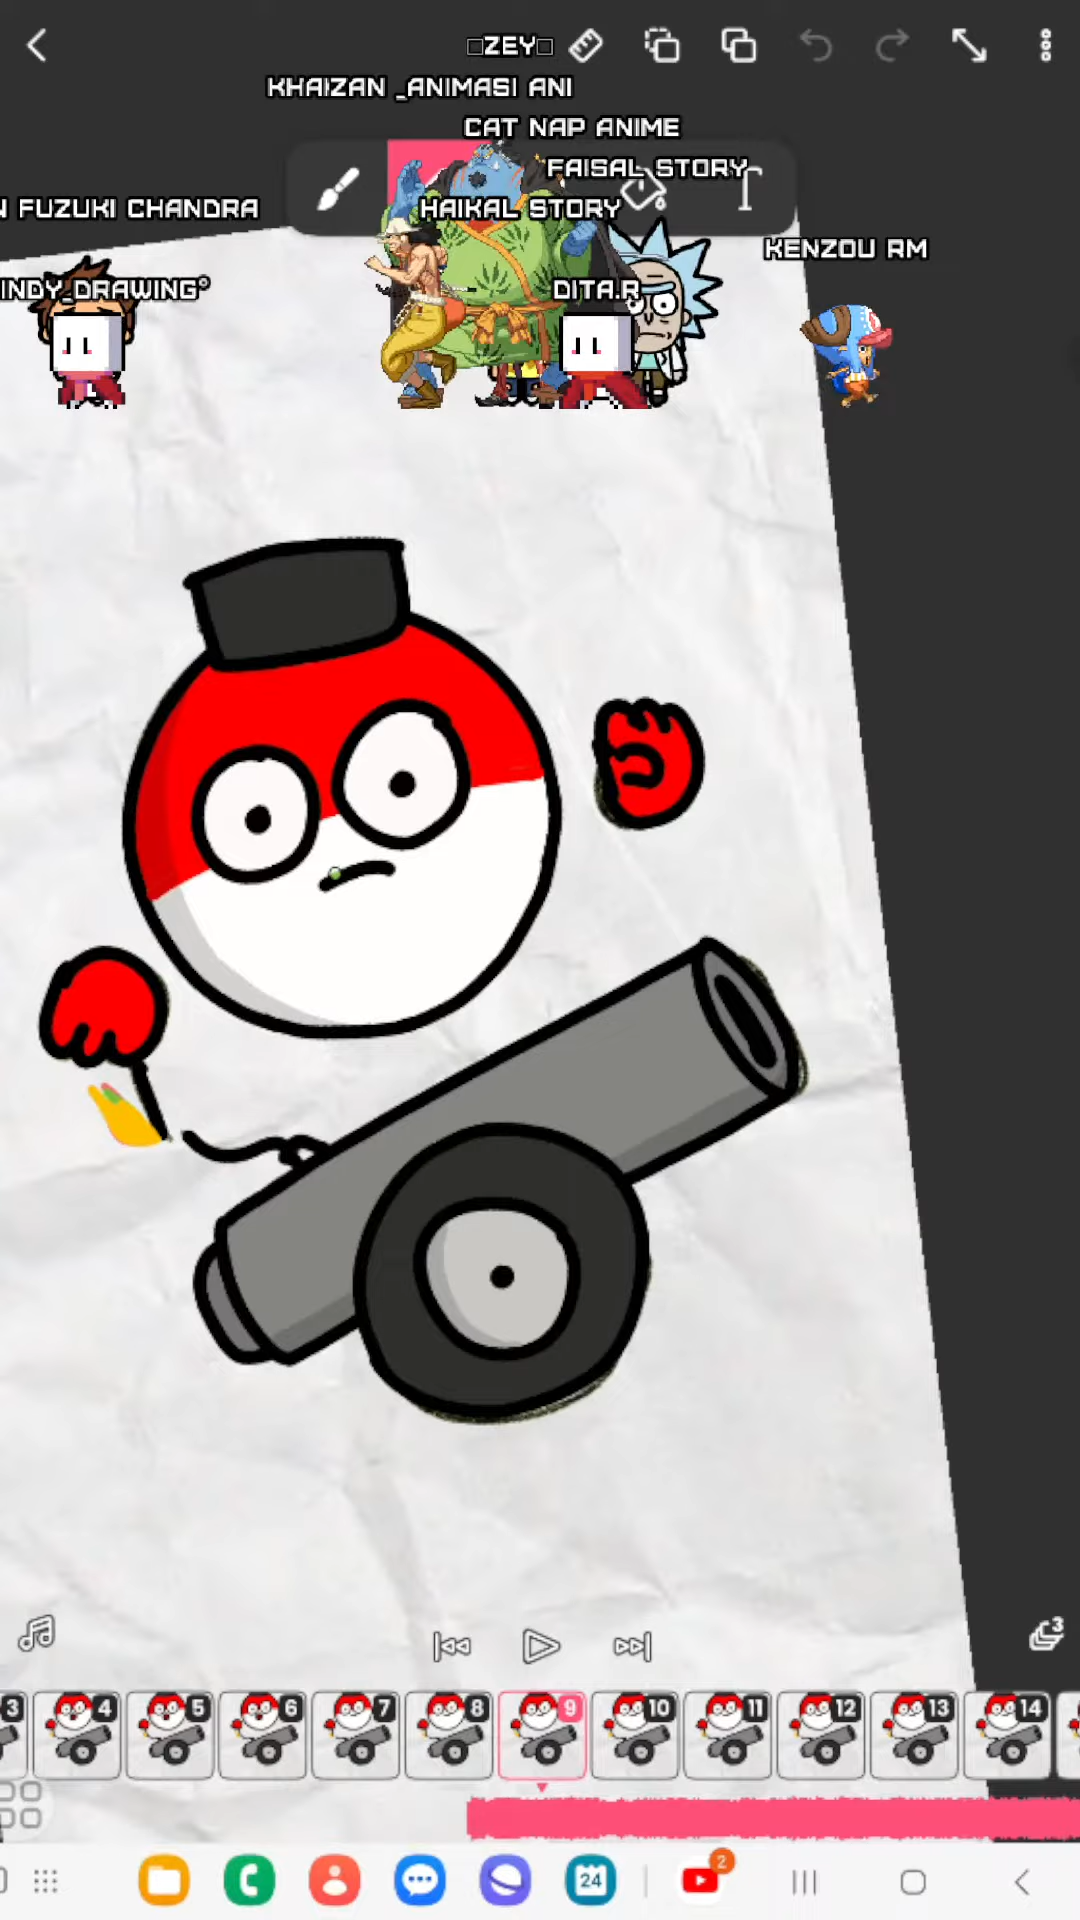 □ZEY□
KHAIZAN _ANIMASI ANI
CAT NAP ANIME
FAISAL STORY
N FUZUKI CHANDRA
HAIKAL STORY
KENZOU RM
INDY_DRAWING°
DITA.R
3
3 4 5 6 7 8 9 10 11 12 13 14
24
2